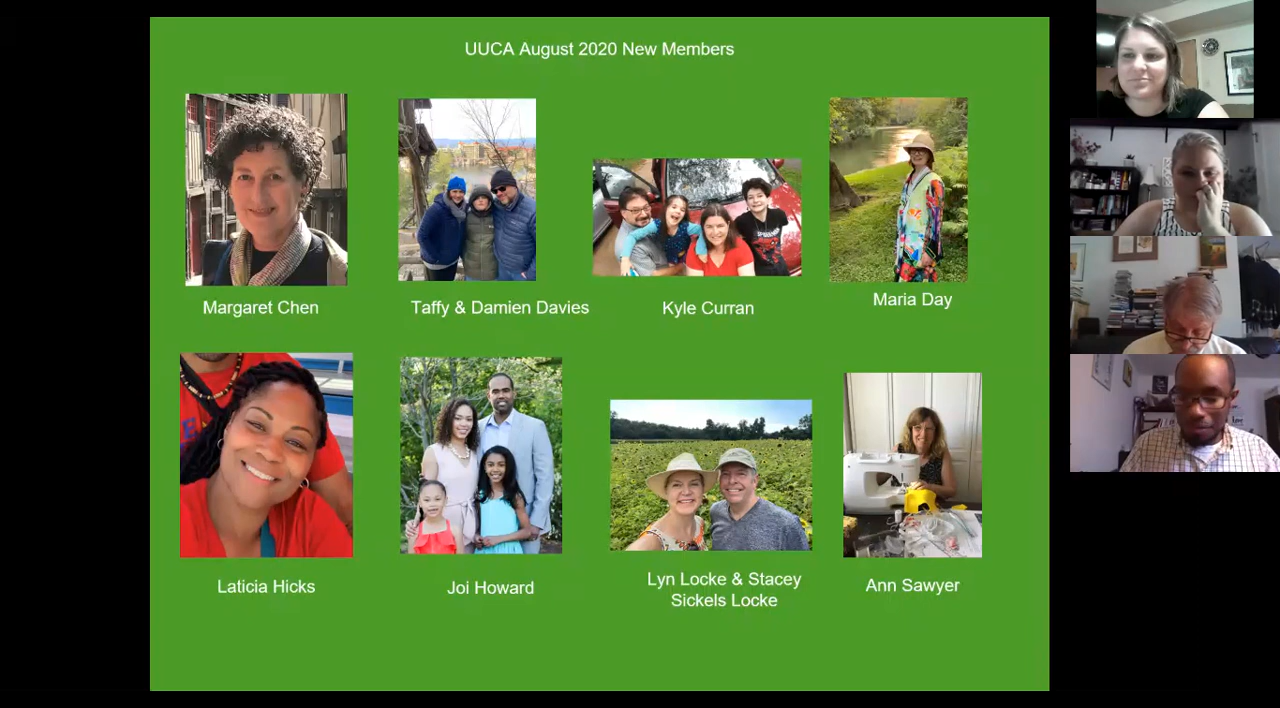 UUCA August 2020 New Members
Margaret Chen
Taffy & Damien Davies
Kyle Curran
Maria Day
Laticia Hicks
Joi Howard
Lyn Locke & Stacey
Sickels Locke
Ann Sawyer